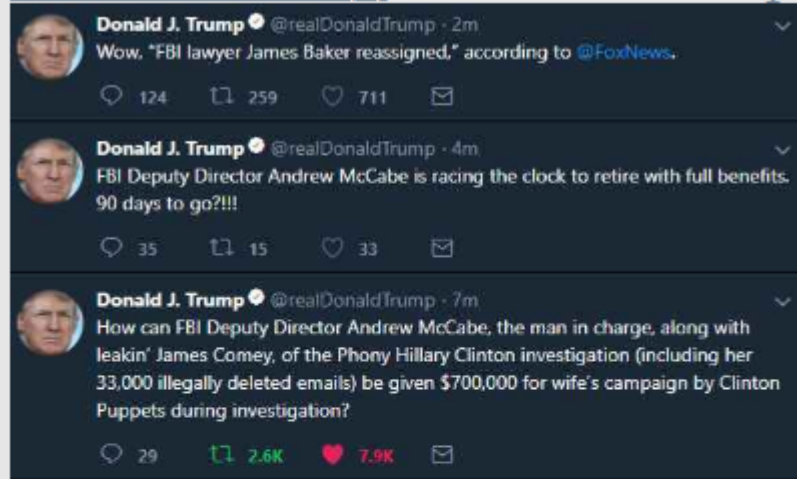 Donald J. Trump @realDonaldTrump · 2m
Wow, "FBI lawyer James Baker reassigned," according to @FoxNews.
124 259 711
Donald J. Trump @realDonaldTrump · 4m
FBI Deputy Director Andrew McCabe is racing the clock to retire with full benefits.
90 days to go?!!!
35 15 33
Donald J. Trump @realDonaldTrump · 7m
How can FBI Deputy Director Andrew McCabe, the man in charge, along with
leakin' James Comey, of the Phony Hillary Clinton investigation (including her
33,000 illegally deleted emails) be given $700,000 for wife's campaign by Clinton
Puppets during investigation?
29 2.6K 7.9K